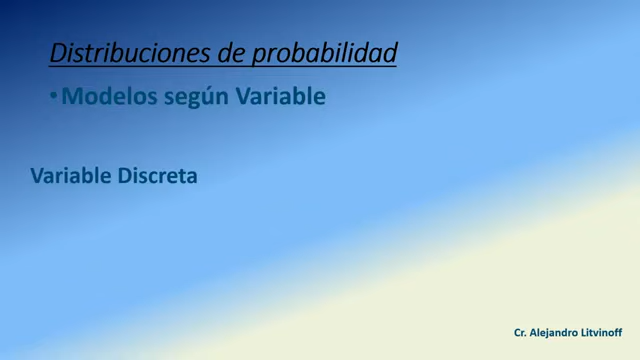 Distribuciones de probabilidad
•Modelos según Variable
Variable Discreta
Cr. Alejandro Litvinoff